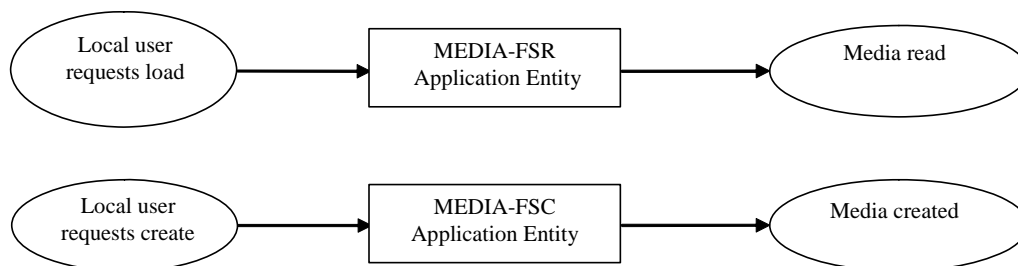 Local user
requests load
MEDIA-FSR
Application Entity
Media read
Local user
requests create
MEDIA-FSC
Application Entity
Media created